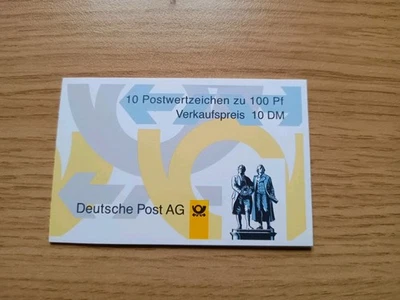 10 Postwertzeichen zu 100 Pf
Verkaufspreis 10 DM
Deutsche Post AG